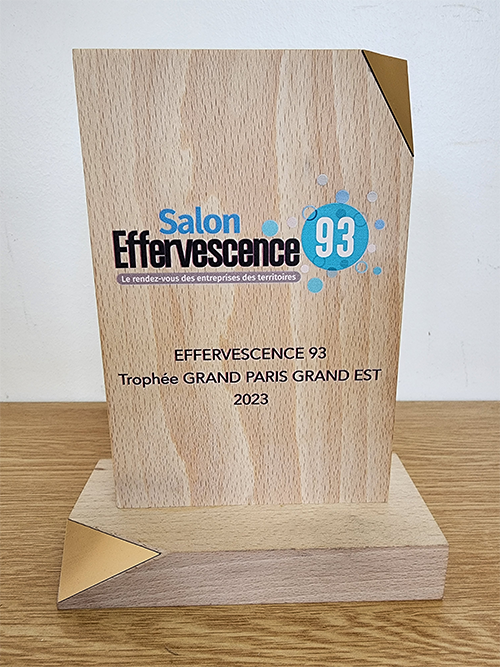 Salon
Effervescence 93
Le rendez-vous des entreprises des territoires
EFFERVESCENCE 93
Trophée GRAND PARIS GRAND EST
2023